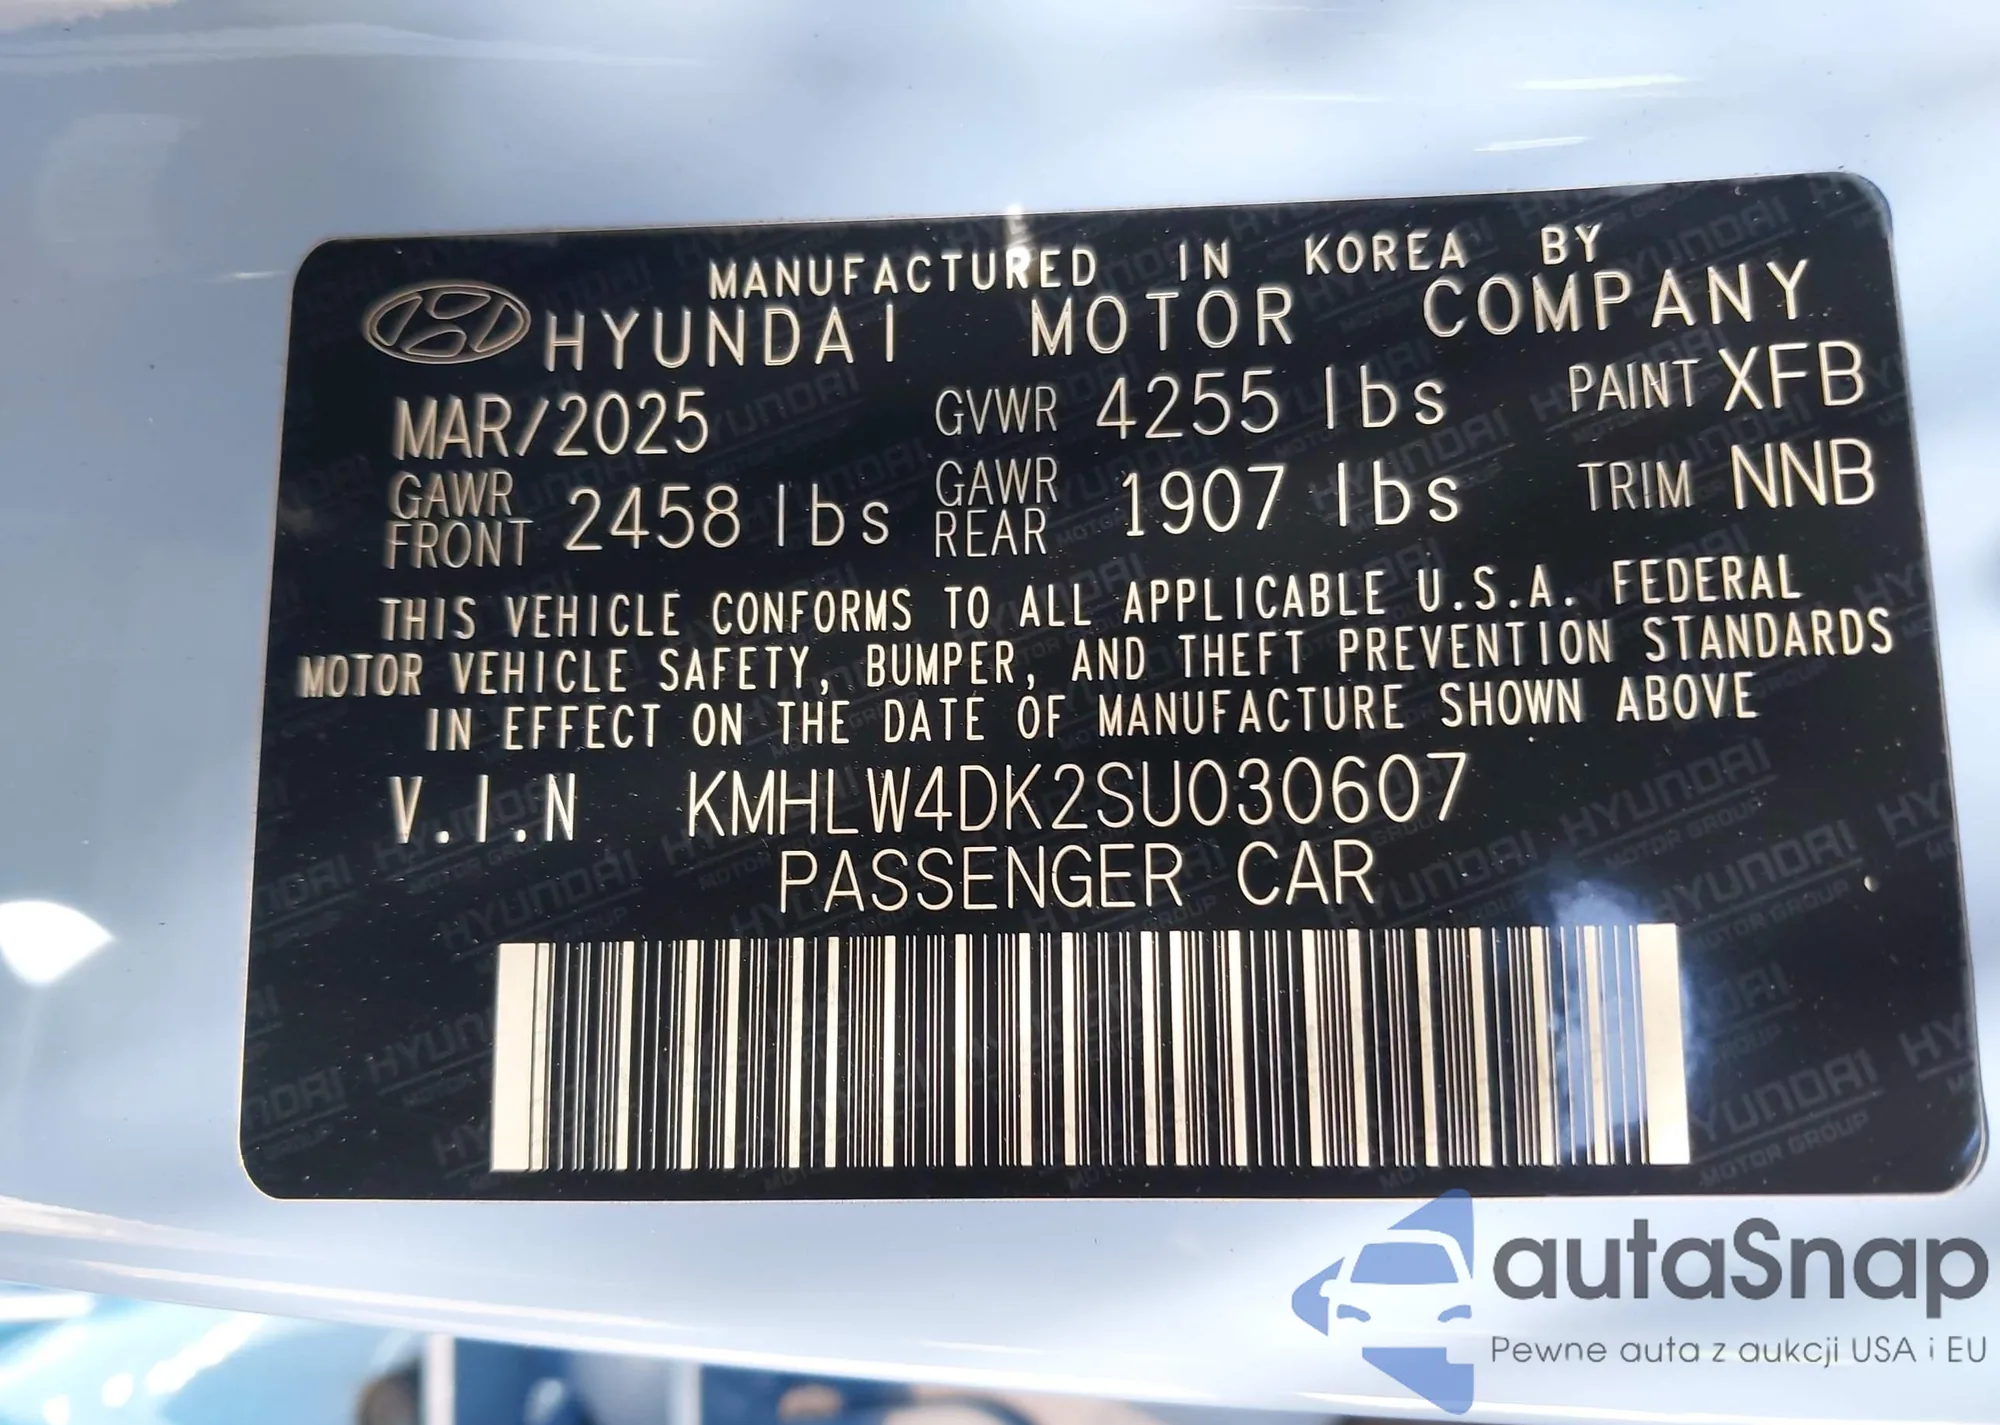 MANUFACTURED IN KOREA BY
HYUNDAI MOTOR COMPANY
MAR/2025 GVWR 4255 lbs PAINT XFB
GAWR FRONT 2458 lbs GAWR REAR 1907 lbs TRIM NNB
THIS VEHICLE CONFORMS TO ALL APPLICABLE U.S.A. FEDERAL
MOTOR VEHICLE SAFETY, BUMPER, AND THEFT PREVENTION STANDARDS
IN EFFECT ON THE DATE OF MANUFACTURE SHOWN ABOVE
V.I.N KMHLW4DK2SU030607
PASSENGER CAR
autaSnap
Pewne auta z aukcji USA i EU